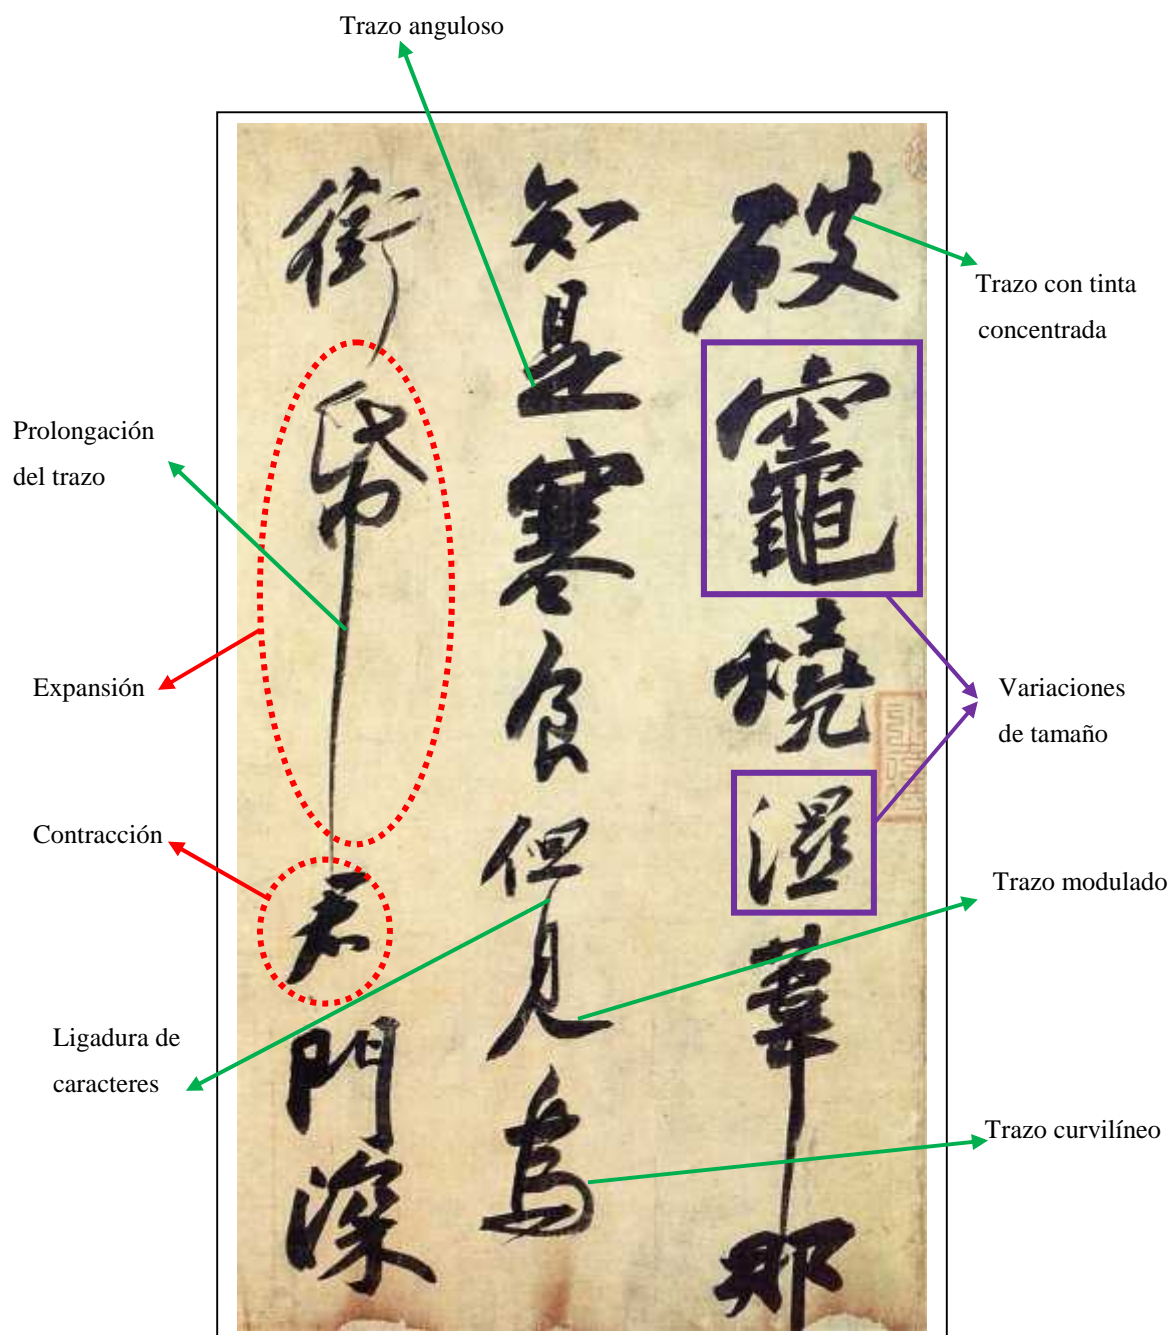 Trazo anguloso
破竈燒濕葦那
知是寒食但見烏
銜帋君門深
Trazo con tinta
concentrada
Prolongación
del trazo
Expansión
Variaciones
de tamaño
Contracción
Trazo modulado
Ligadura de
caracteres
Trazo curvilíneo